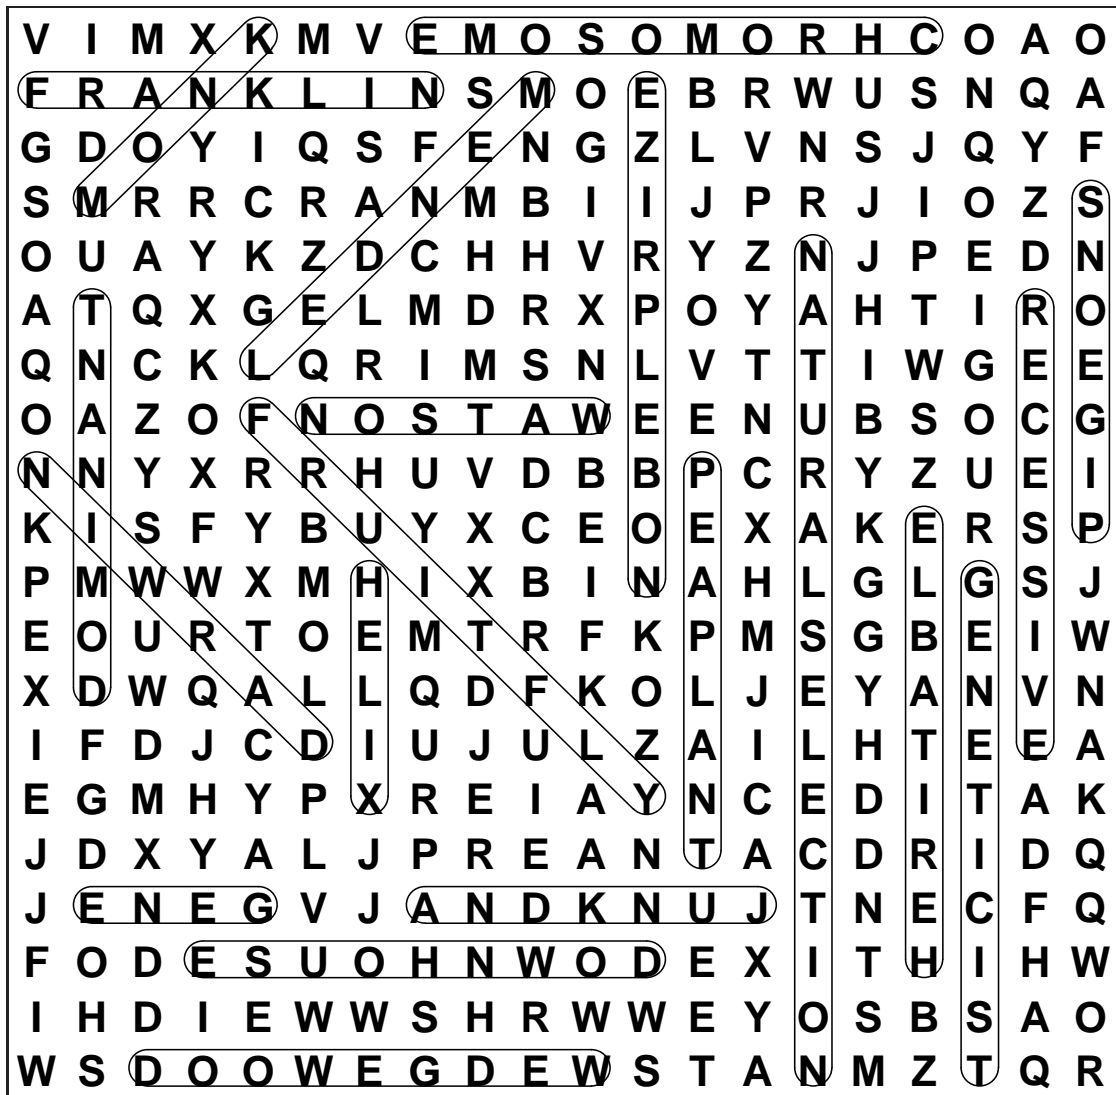 V I M X K M V E M O S O M O R H C O A O
F R A N K L I N S M O E B R W U S N Q A
G D O Y I Q S F E N G Z L V N S J Q Y F
S M R R C R A N M B I I J P R J I O Z S
O U A Y K Z D C H H V R Y Z N J P E D N
A T Q X G E L M D R X P O Y A H T I R O
Q N C K L Q R I M S N L V T T I W G E E
O A Z O F N O S T A W E E N U B S O C G
N N Y X R R H U V D B B P C R Y Z U E I
K I S F Y B U Y X C E O E X A K E R S P
P M W W X M H I X B I N A H L G L G S J
E O U R T O E M T R F K P M S G B E I W
X D W Q A L L Q D F K O L J E Y A N V N
I F D J C D I U J U L Z A I L H T E E A
E G M H Y P X R E I A Y N C E D I T A K
J D X Y A L J P R E A N T A C D R I D Q
J E N E G V J A N D K N U J T N E C F Q
F O D E S U O H N W O D E X I T H I H W
I H D I E W W S H R W W E Y O S B S A O
W S D O O W E G D E W S T A N M Z T Q R